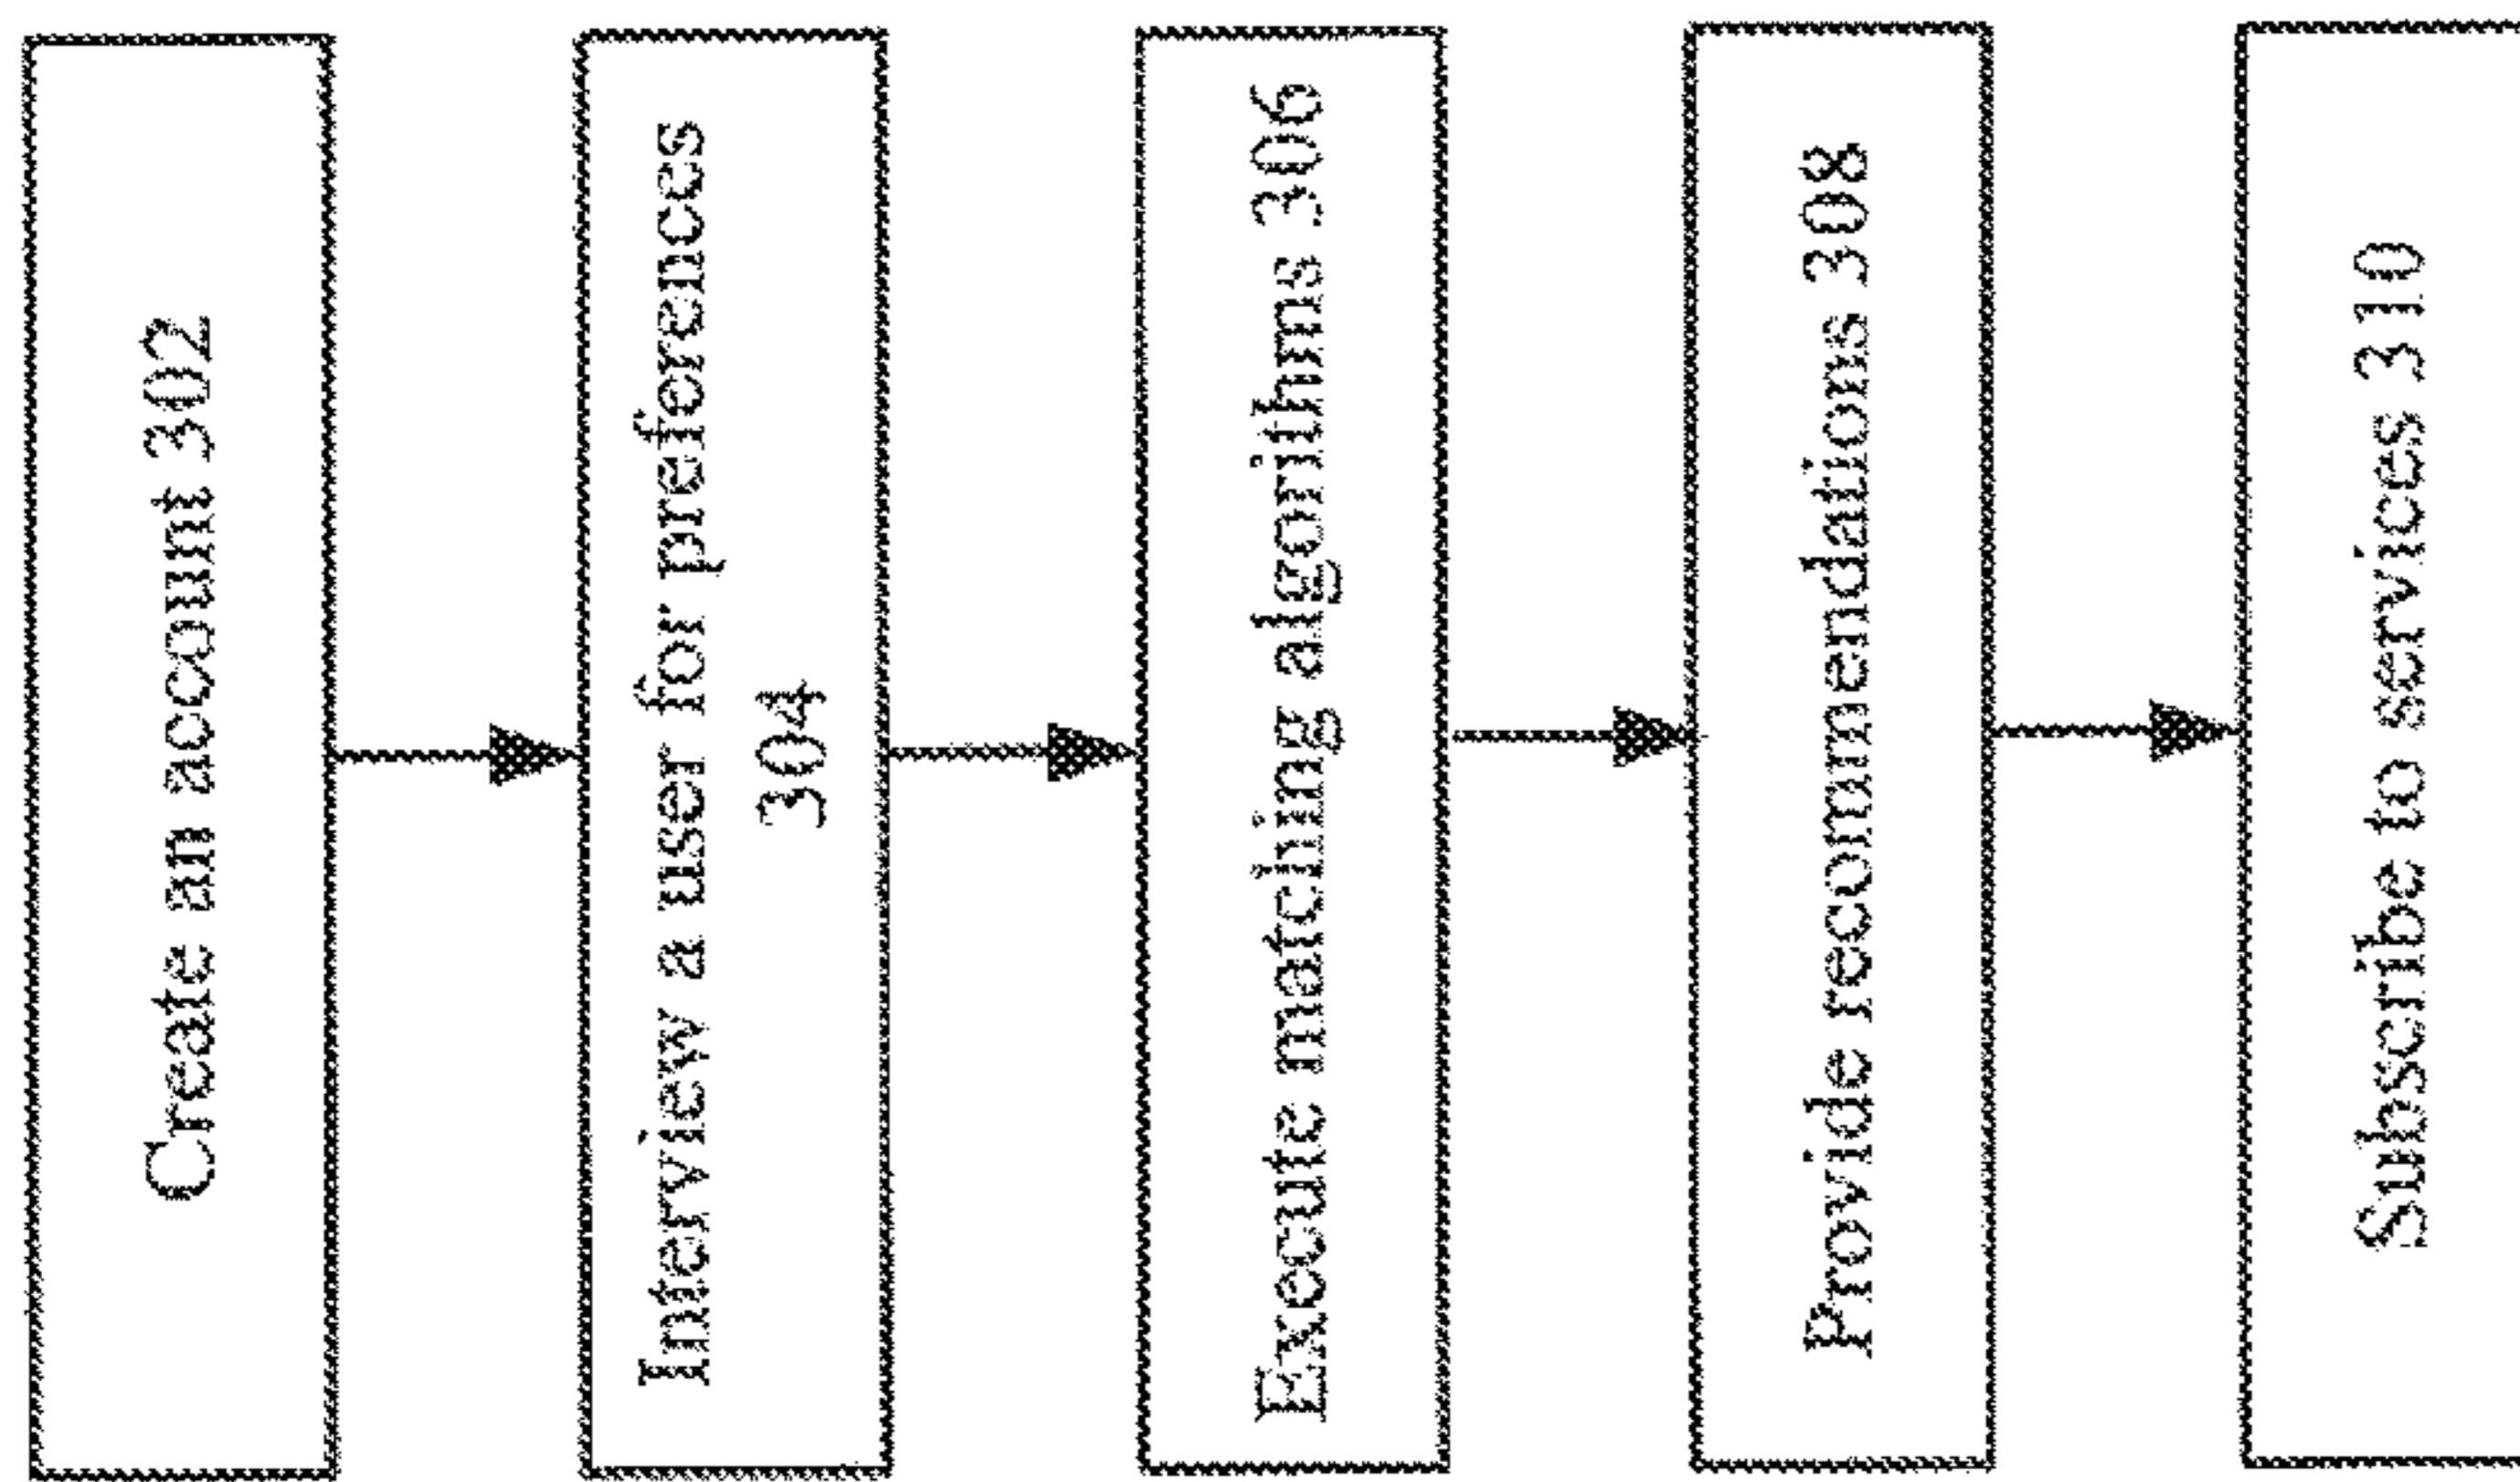 Create an account 302
Interview a user for preferences
304
Execute matching algorithms 306
Provide recommendations 308
Subscribe to services 310